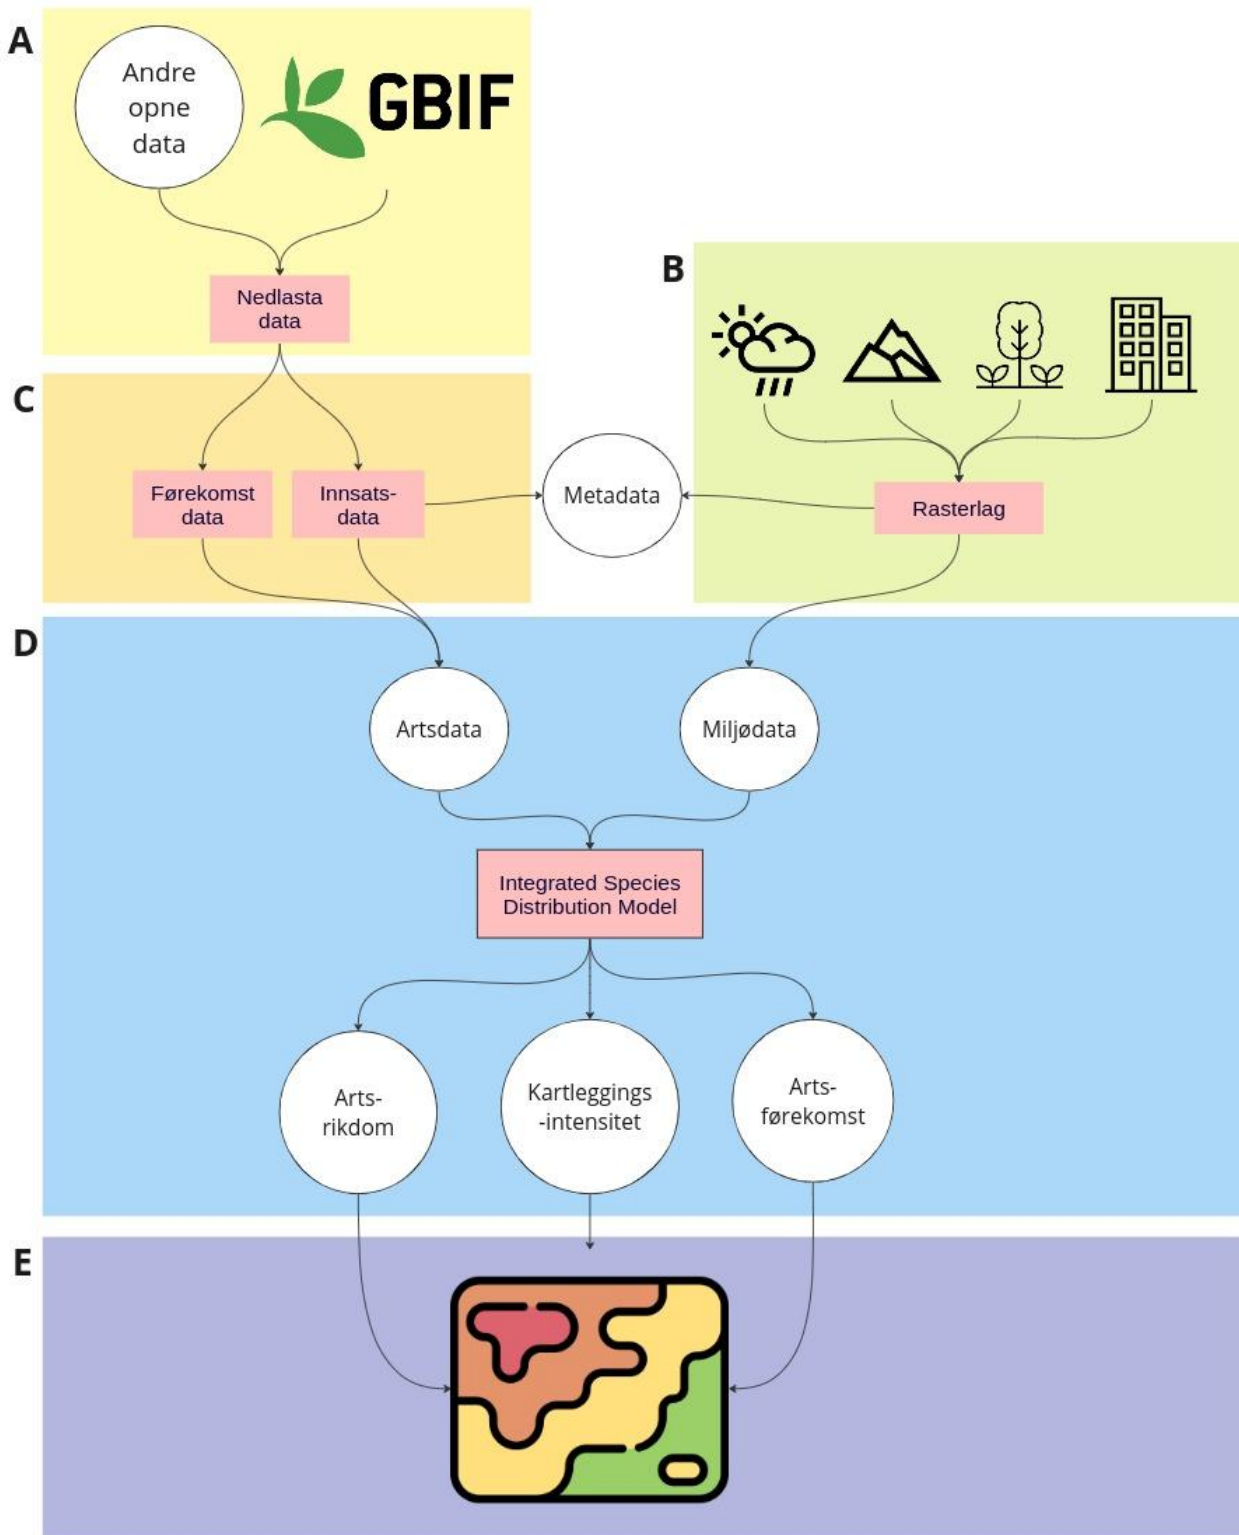 A
Andre
opne
data
GBIF
Nedlasta
data
B
C
Førekomst
data
Innsats-
data
Metadata
Rasterlag
D
Artsdata
Miljødata
Integrated Species
Distribution Model
Arts-
rikdom
Kartleggings
-intensitet
Arts-
førekomst
E